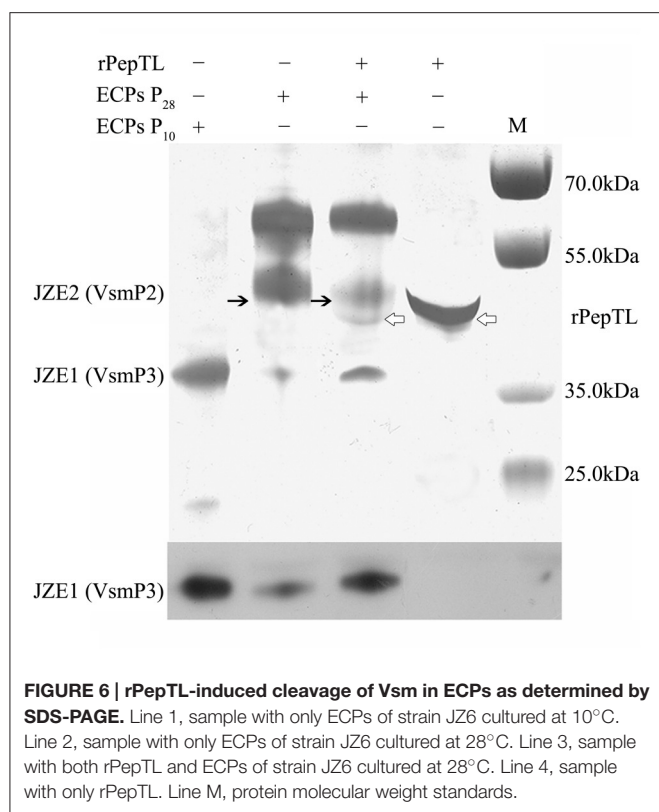 rPepTL − − + +
ECPs P28 − + + −
ECPs P10 + − − − M
70.0kDa
55.0kDa
JZE2 (VsmP2)
rPepTL
JZE1 (VsmP3)
35.0kDa
25.0kDa
JZE1 (VsmP3)
FIGURE 6 | rPepTL-induced cleavage of Vsm in ECPs as determined by
SDS-PAGE. Line 1, sample with only ECPs of strain JZ6 cultured at 10°C.
Line 2, sample with only ECPs of strain JZ6 cultured at 28°C. Line 3, sample
with both rPepTL and ECPs of strain JZ6 cultured at 28°C. Line 4, sample
with only rPepTL. Line M, protein molecular weight standards.